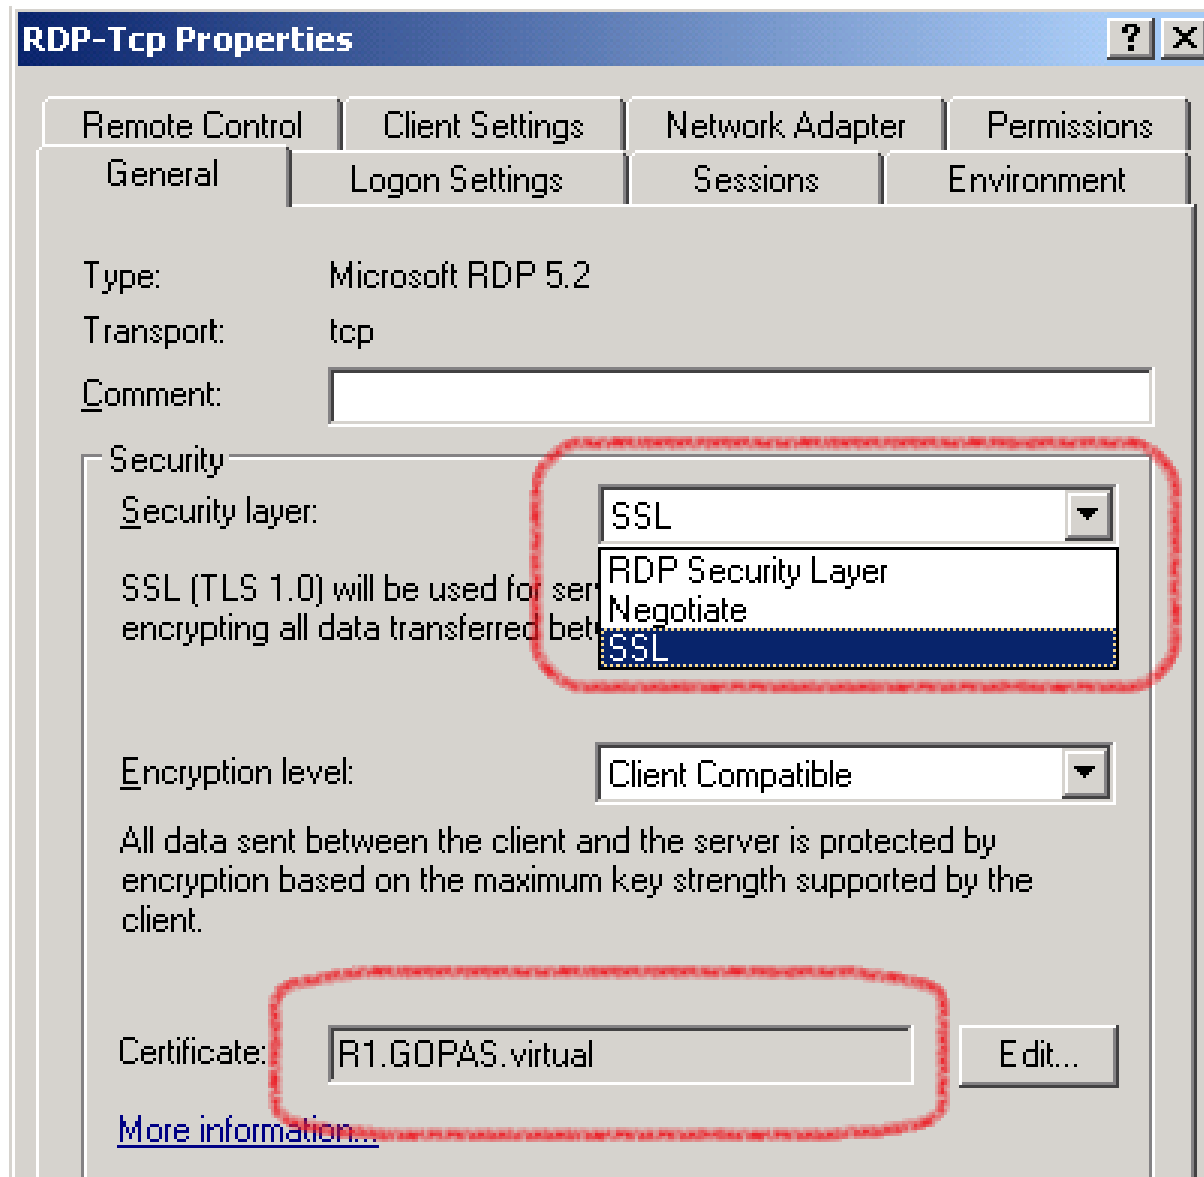 RDP-Tcp Properties
Remote Control Client Settings Network Adapter Permissions
General Logon Settings Sessions Environment
Type: Microsoft RDP 5.2
Transport: tcp
Comment:
Security
Security layer: SSL
RDP Security Layer
SSL (TLS 1.0) will be used for ser
Negotiate
encrypting all data transferred bet
SSL
Encryption level: Client Compatible
All data sent between the client and the server is protected by
encryption based on the maximum key strength supported by the
client.
Certificate: R1.GOPAS.virtual Edit...
More information...